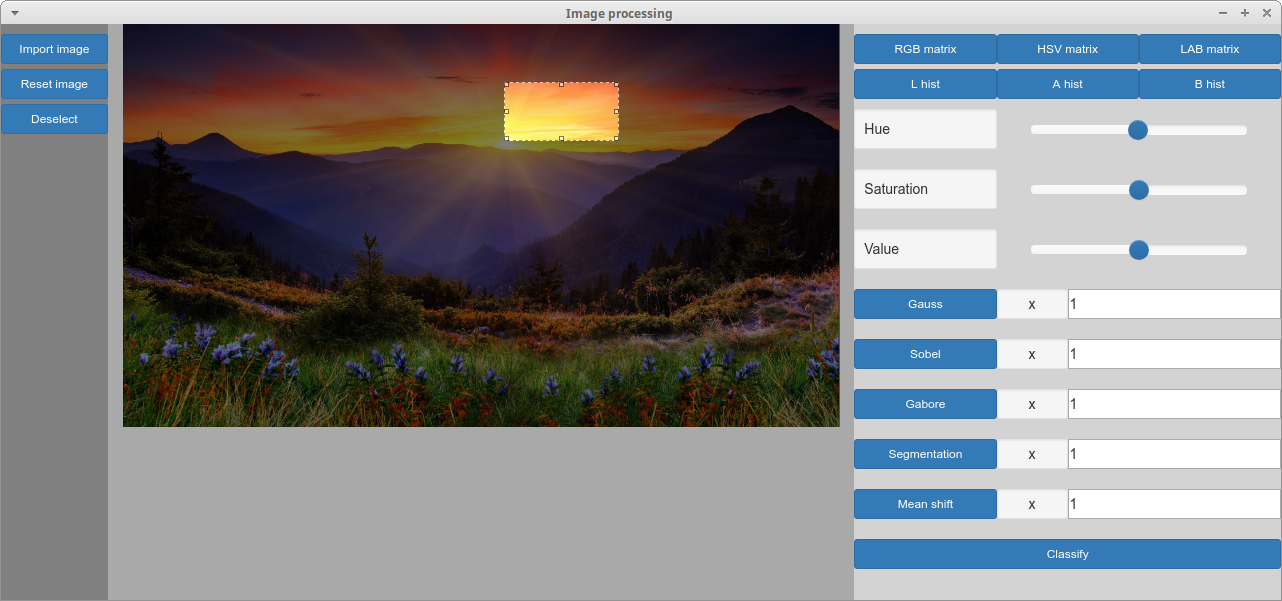 Image processing
Import image
Reset image
Deselect
RGB matrix HSV matrix LAB matrix
L hist A hist B hist
Hue
Saturation
Value
Gauss x 1
Sobel x 1
Gabore x 1
Segmentation x 1
Mean shift x 1
Classify